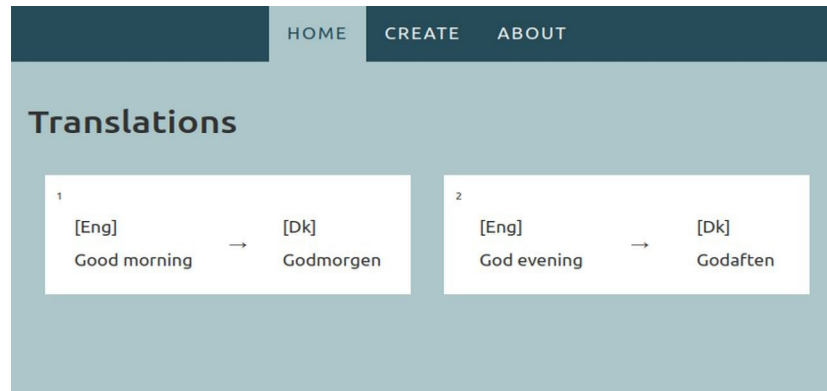 HOME CREATE ABOUT
Translations
1
[Eng] → [Dk]
Good morning Godmorgen
2
[Eng] → [Dk]
God evening Godaften